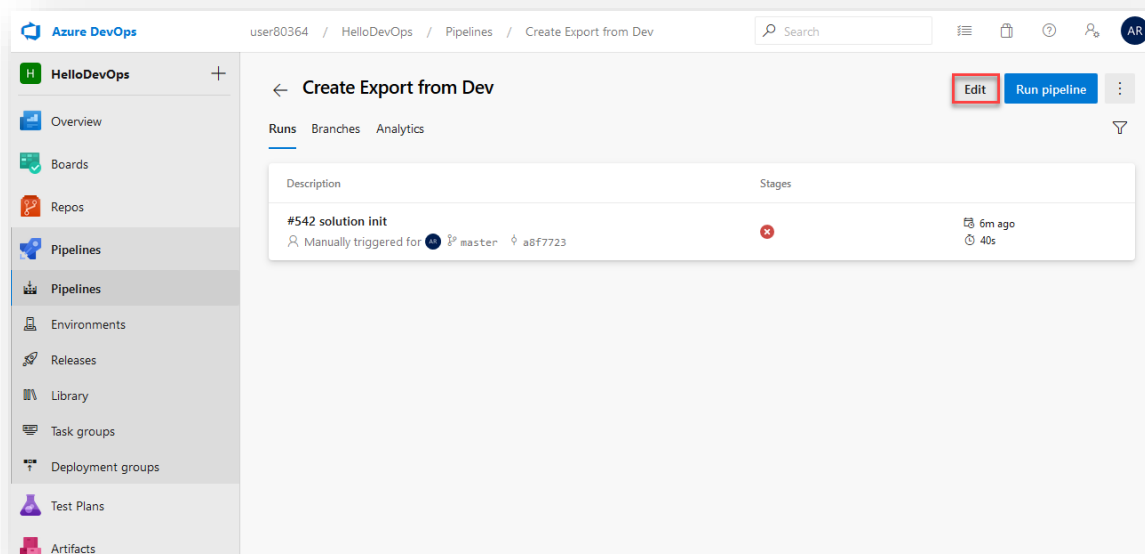 Azure DevOps
user80364 / HelloDevOps / Pipelines / Create Export from Dev
Search
AR
H HelloDevOps
Create Export from Dev
Edit
Run pipeline
Overview
Runs Branches Analytics
Boards
Description Stages
Repos
#542 solution init
6m ago
Manually triggered for AR master a8f7723
40s
Pipelines
Pipelines
Environments
Releases
Library
Task groups
Deployment groups
Test Plans
Artifacts